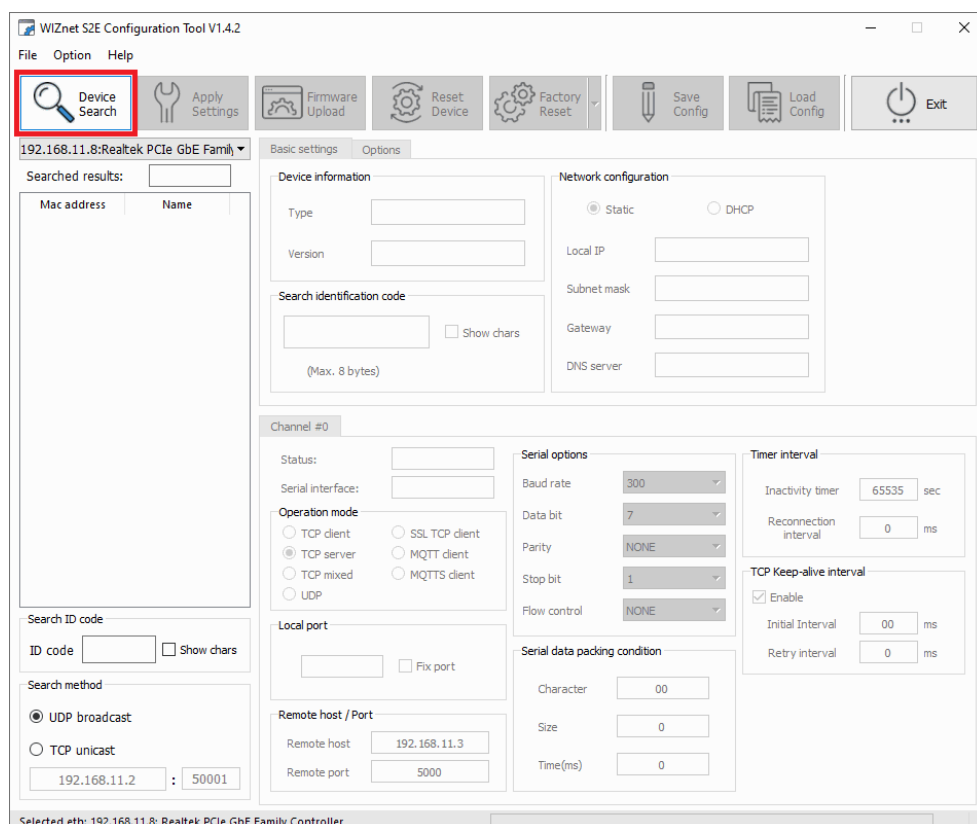 WIZnet S2E Configuration Tool V1.4.2
File Option Help
Device Search
Apply Settings
Firmware Upload
Reset Device
Factory Reset
Save Config
Load Config
Exit
192.168.11.8:Realtek PCIe GbE Family
Searched results:
Mac address Name
Search ID code
ID code Show chars
Search method
UDP broadcast
TCP unicast
192.168.11.2 : 50001
Basic settings Options
Device information
Type
Version
Search identification code
Show chars
(Max. 8 bytes)
Network configuration
Static DHCP
Local IP
Subnet mask
Gateway
DNS server
Channel #0
Status:
Serial interface:
Operation mode
TCP client SSL TCP client
TCP server MQTT client
TCP mixed MQTTS client
UDP
Local port
Fix port
Remote host / Port
Remote host 192.168.11.3
Remote port 5000
Serial options
Baud rate 300
Data bit 7
Parity NONE
Stop bit 1
Flow control NONE
Serial data packing condition
Character 00
Size 0
Time(ms) 0
Timer interval
Inactivity timer 65535 sec
Reconnection interval 0 ms
TCP Keep-alive interval
Enable
Initial Interval 00 ms
Retry interval 0 ms
Selected eth: 192.168.11.8: Realtek PCIe GbE Family Controller